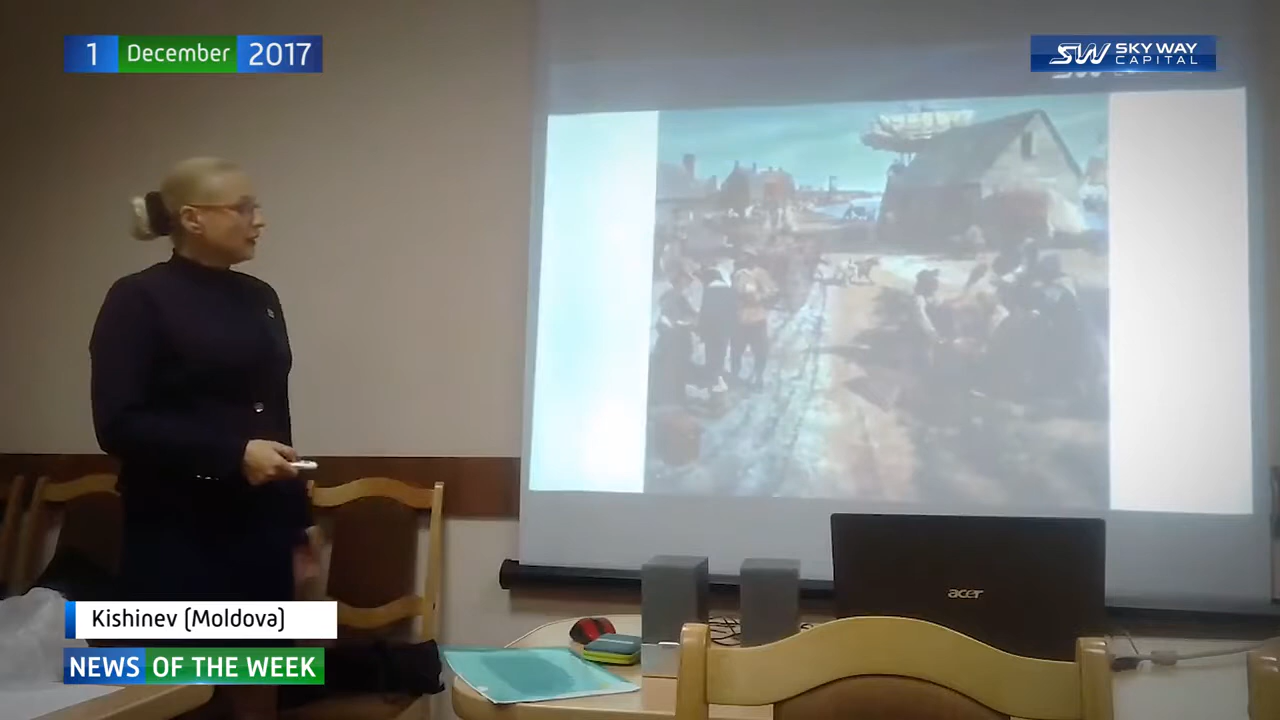 1 December 2017
SW SKY WAY
CAPITAL
acer
Kishinev (Moldova)
NEWS OF THE WEEK